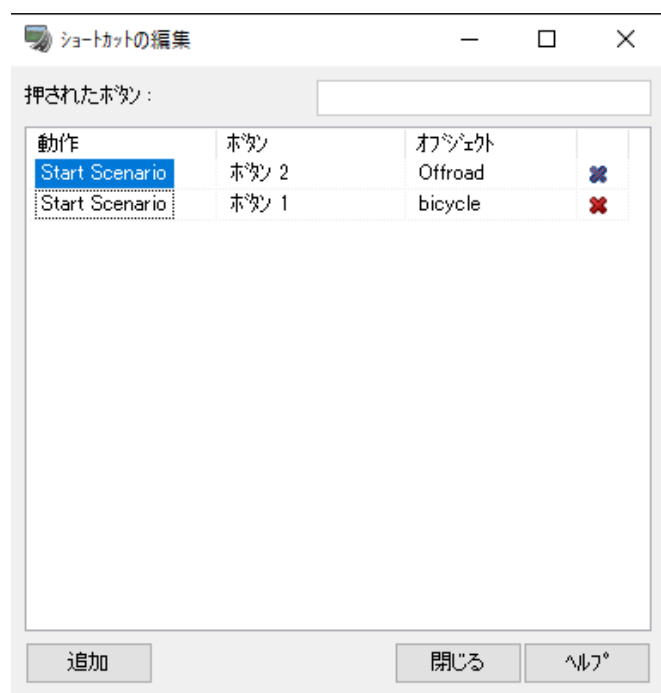 ｼｮｰﾄｶｯﾄの編集
押されたﾎﾞﾀﾝ :
動作 ﾎﾞﾀﾝ ｵﾌﾞｼﾞｪｸﾄ
Start Scenario ﾎﾞﾀﾝ 2 Offroad
Start Scenario ﾎﾞﾀﾝ 1 bicycle
追加 閉じる ﾍﾙﾌﾟ